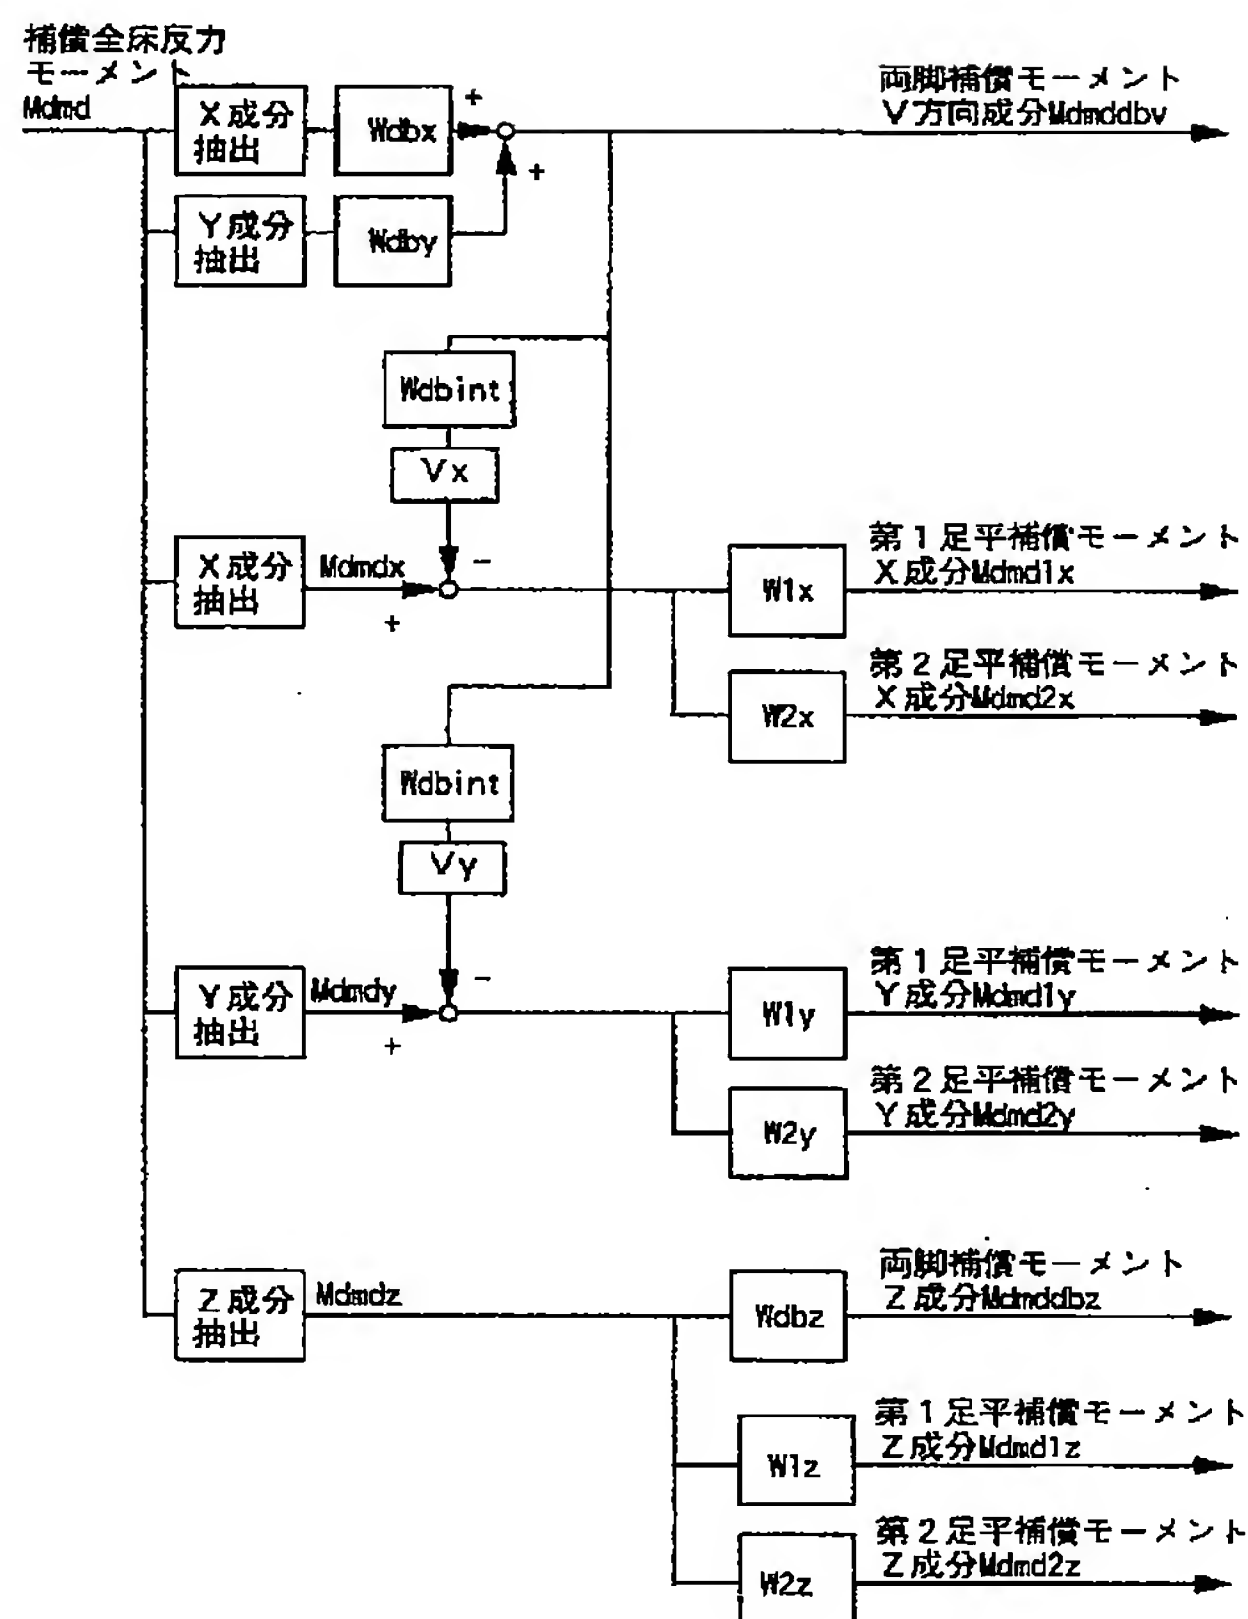 補償全床反力
モーメント
Mdmd
X成分
抽出
Wdbx
+
+
両脚補償モーメント
V方向成分Mdmddbv
Y成分
抽出
Wdby
Wdbint
Vx
-
X成分
抽出
Mdmdx
+
W1x
第1足平補償モーメント
X成分Mdmd1x
W2x
第2足平補償モーメント
X成分Mdmd2x
Wdbint
Vy
-
Y成分
抽出
Mdmdy
+
W1y
第1足平補償モーメント
Y成分Mdmd1y
W2y
第2足平補償モーメント
Y成分Mdmd2y
Z成分
抽出
Mdmdz
Wdbz
両脚補償モーメント
Z成分Mdmddbz
W1z
第1足平補償モーメント
Z成分Mdmd1z
W2z
第2足平補償モーメント
Z成分Mdmd2z